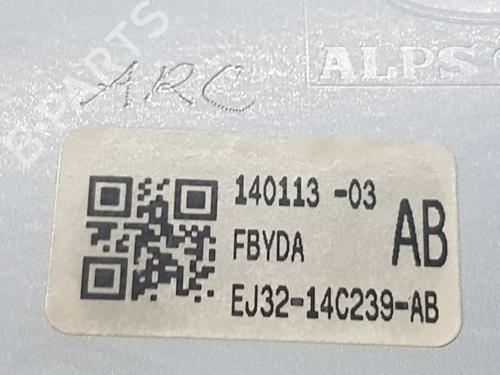 ARC
ALPS
140113 -03
FBYDA
AB
EJ32-14C239-AB
B-PARTS